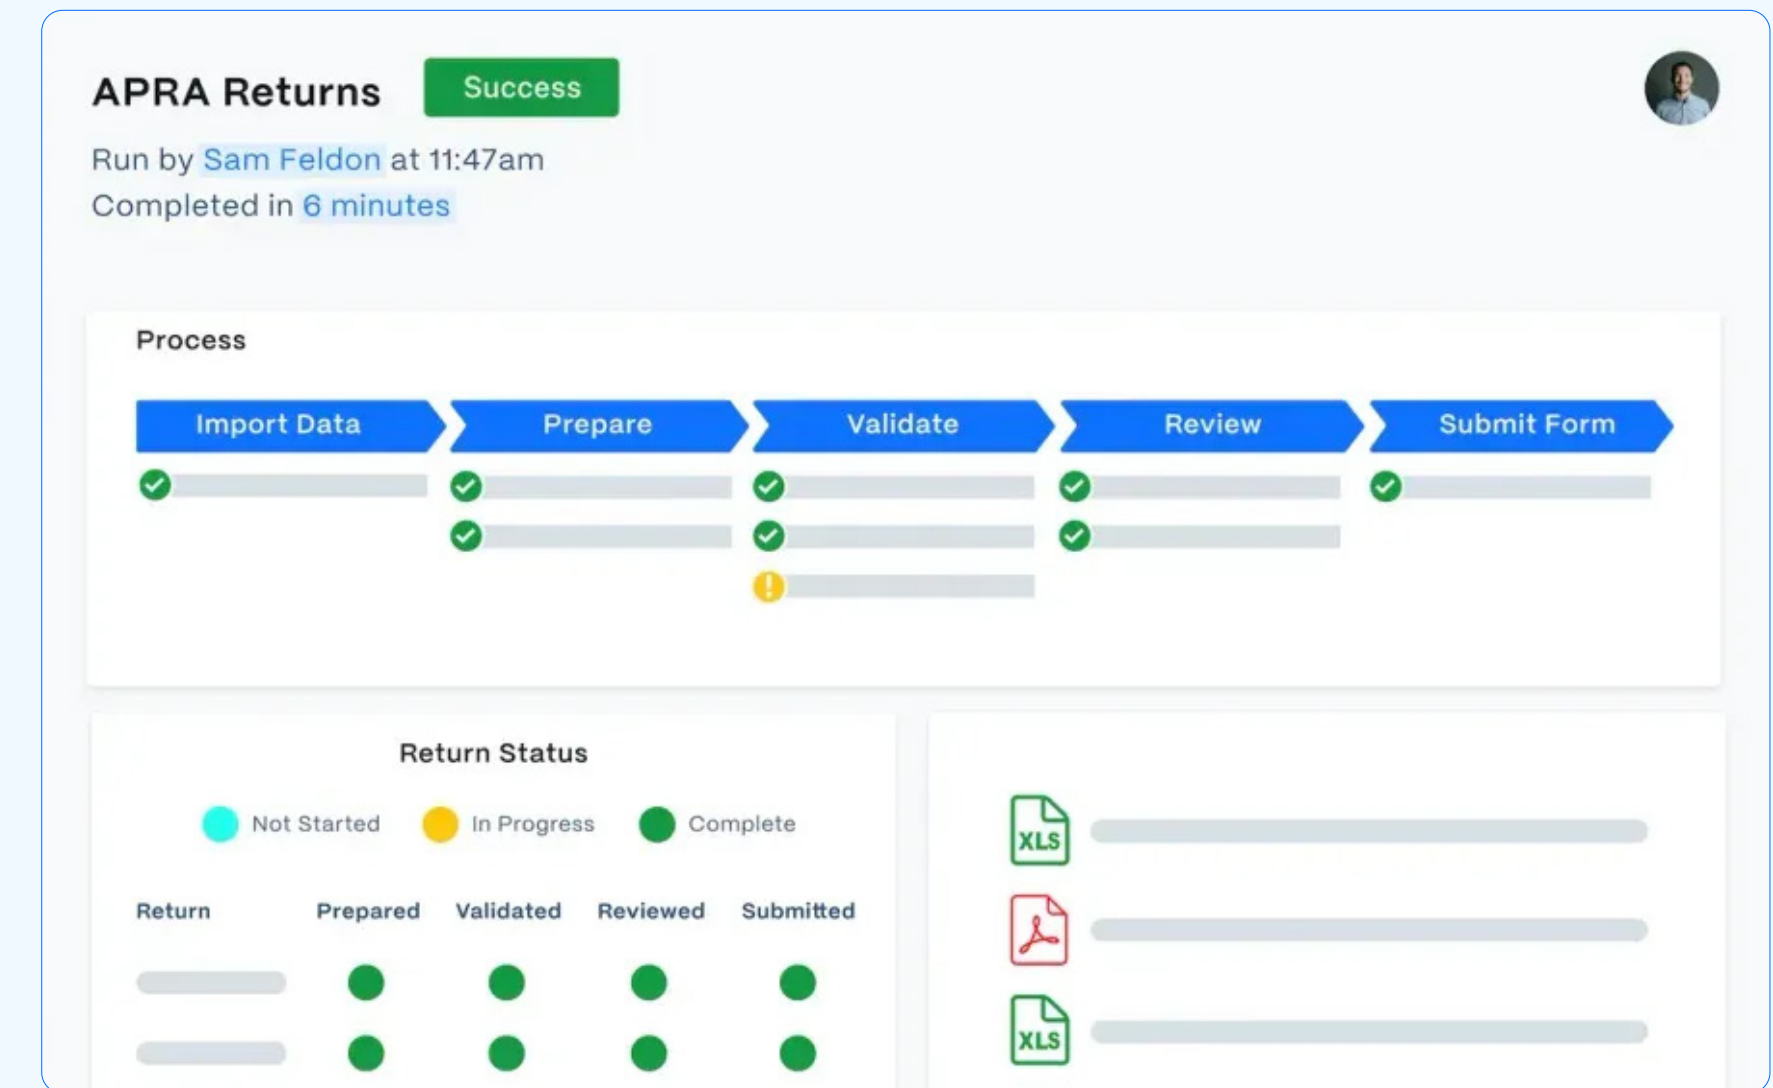 APRA Returns
Success
Run by Sam Feldon at 11:47am
Completed in 6 minutes
Process
Import Data
Prepare
Validate
Review
Submit Form
Return Status
Not Started
In Progress
Complete
Return Prepared Validated Reviewed Submitted
XLS
XLS